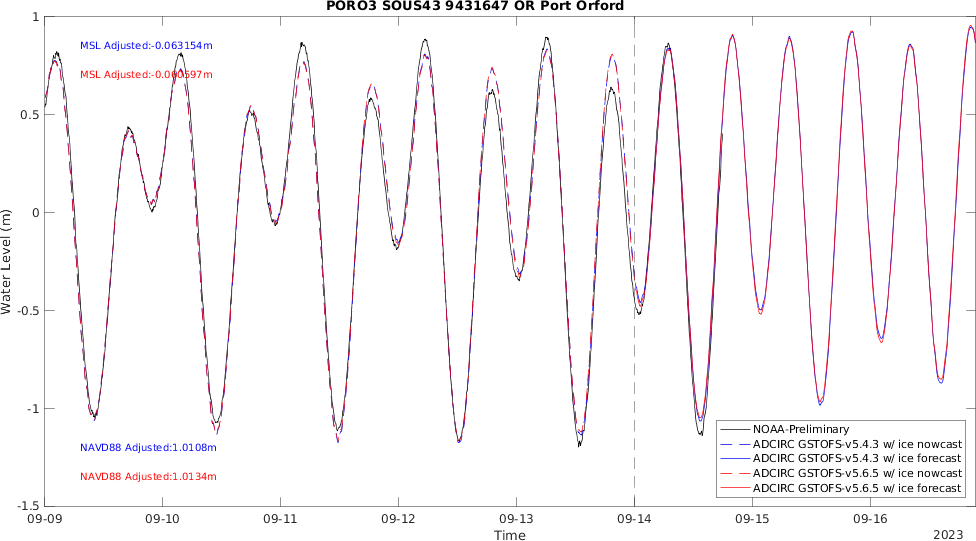 PORO3 SOUS43 9431647 OR Port Orford
MSL Adjusted:-0.063154m
MSL Adjusted:-0.060597m
NAVD88 Adjusted:1.0108m
NAVD88 Adjusted:1.0134m
Water Level (m)
1
0.5
0
-0.5
-1
-1.5
NOAA-Preliminary
ADCIRC GSTOFS-v5.4.3 w/ ice nowcast
ADCIRC GSTOFS-v5.4.3 w/ ice forecast
ADCIRC GSTOFS-v5.6.5 w/ ice nowcast
ADCIRC GSTOFS-v5.6.5 w/ ice forecast
09-09 09-10 09-11 09-12 09-13 09-14 09-15 09-16
Time
2023